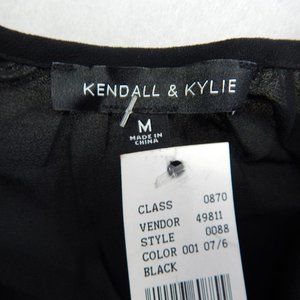 KENDALL & KYLIE
M
MADE IN
CHINA
CLASS 0870
VENDOR 49811
STYLE 0088
COLOR 001 07/6
BLACK